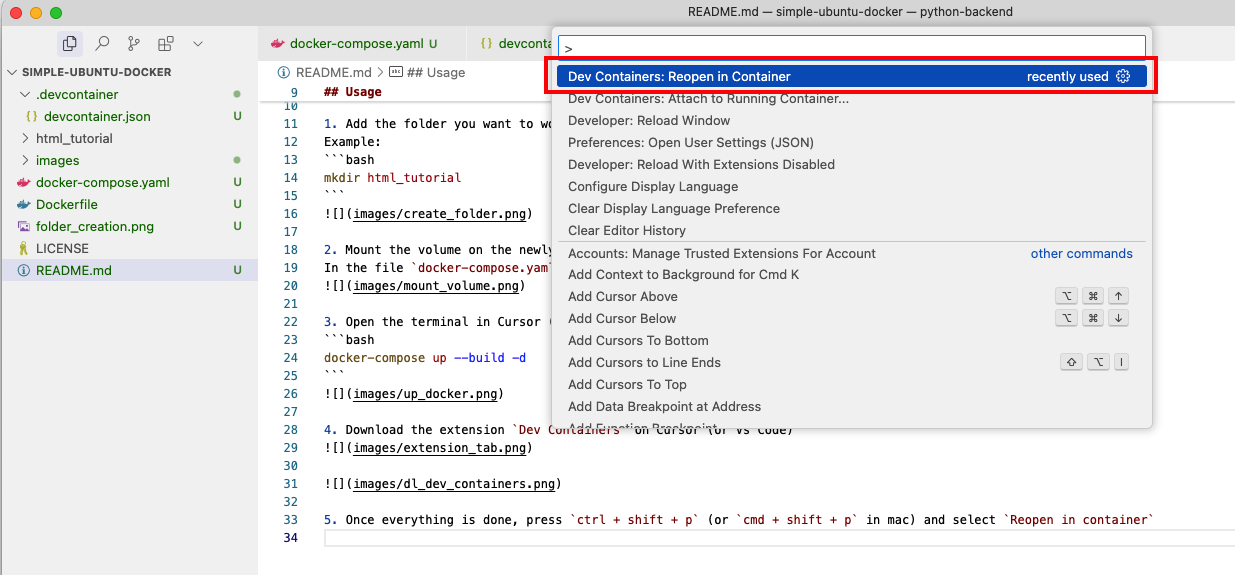 README.md — simple-ubuntu-docker — python-backend
docker-compose.yaml U
devconta
>
README.md > ## Usage
SIMPLE-UBUNTU-DOCKER
.devcontainer
devcontainer.json U
html_tutorial
images
docker-compose.yaml U
Dockerfile U
folder_creation.png U
LICENSE
README.md U
Dev Containers: Reopen in Container recently used
Dev Containers: Attach to Running Container...
Developer: Reload Window
Preferences: Open User Settings (JSON)
Developer: Reload With Extensions Disabled
Configure Display Language
Clear Display Language Preference
Clear Editor History
Accounts: Manage Trusted Extensions For Account other commands
Add Context to Background for Cmd K
Add Cursor Above ⌥ ⌘ ↑
Add Cursor Below ⌥ ⌘ ↓
Add Cursors To Bottom
Add Cursors to Line Ends ⇧ ⌥ I
Add Cursors To Top
Add Data Breakpoint at Address
Add Function Breakpoint
9 ## Usage
10
11 1. Add the folder you want to wo
12 Example:
13 ```bash
14 mkdir html_tutorial
15 ```
16 ![](images/create_folder.png)
17
18 2. Mount the volume on the newly
19 In the file `docker-compose.yam
20 ![](images/mount_volume.png)
21
22 3. Open the terminal in Cursor (
23 ```bash
24 docker-compose up --build -d
25 ```
26 ![](images/up_docker.png)
27
28 4. Download the extension `Dev Containers` on Cursor (or VS Code)
29 ![](images/extension_tab.png)
30
31 ![](images/dl_dev_containers.png)
32
33 5. Once everything is done, press `ctrl + shift + p` (or `cmd + shift + p` in mac) and select `Reopen in container`
34